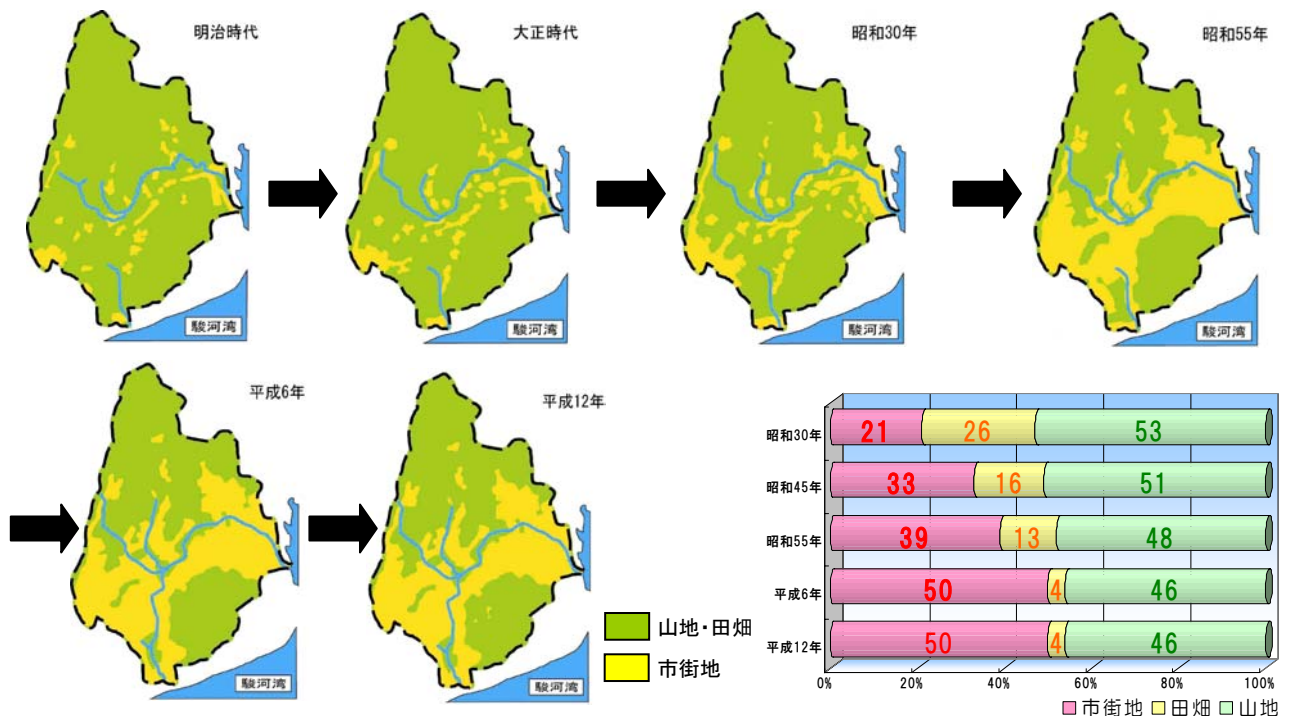 明治時代
大正時代
昭和30年
昭和55年
駿河湾
駿河湾
駿河湾
駿河湾
平成6年
平成12年
駿河湾
駿河湾
山地・田畑
市街地
昭和30年 21 26 53
昭和45年 33 16 51
昭和55年 39 13 48
平成6年 50 4 46
平成12年 50 4 46
0% 20% 40% 60% 80% 100%
市街地 田畑 山地